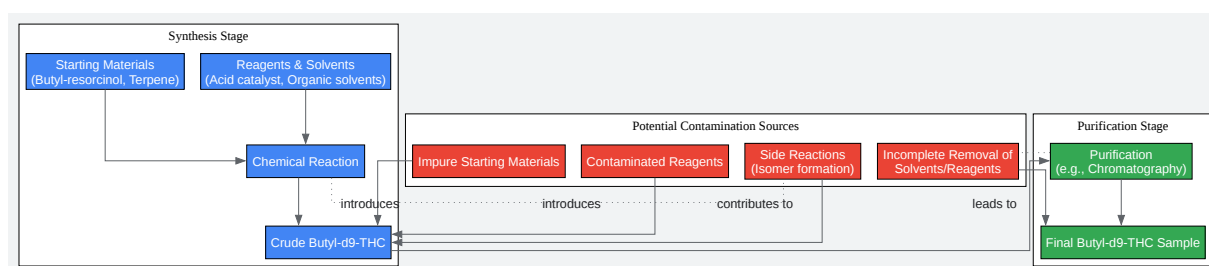 Synthesis Stage
Starting Materials
(Butyl-resorcinol, Terpene)
Reagents & Solvents
(Acid catalyst, Organic solvents)
Chemical Reaction
Crude Butyl-d9-THC
Potential Contamination Sources
Impure Starting Materials
Contaminated Reagents
Side Reactions
(Isomer formation)
Incomplete Removal of
Solvents/Reagents
introduces
introduces
contributes to
leads to
Purification Stage
Purification
(e.g., Chromatography)
Final Butyl-d9-THC Sample